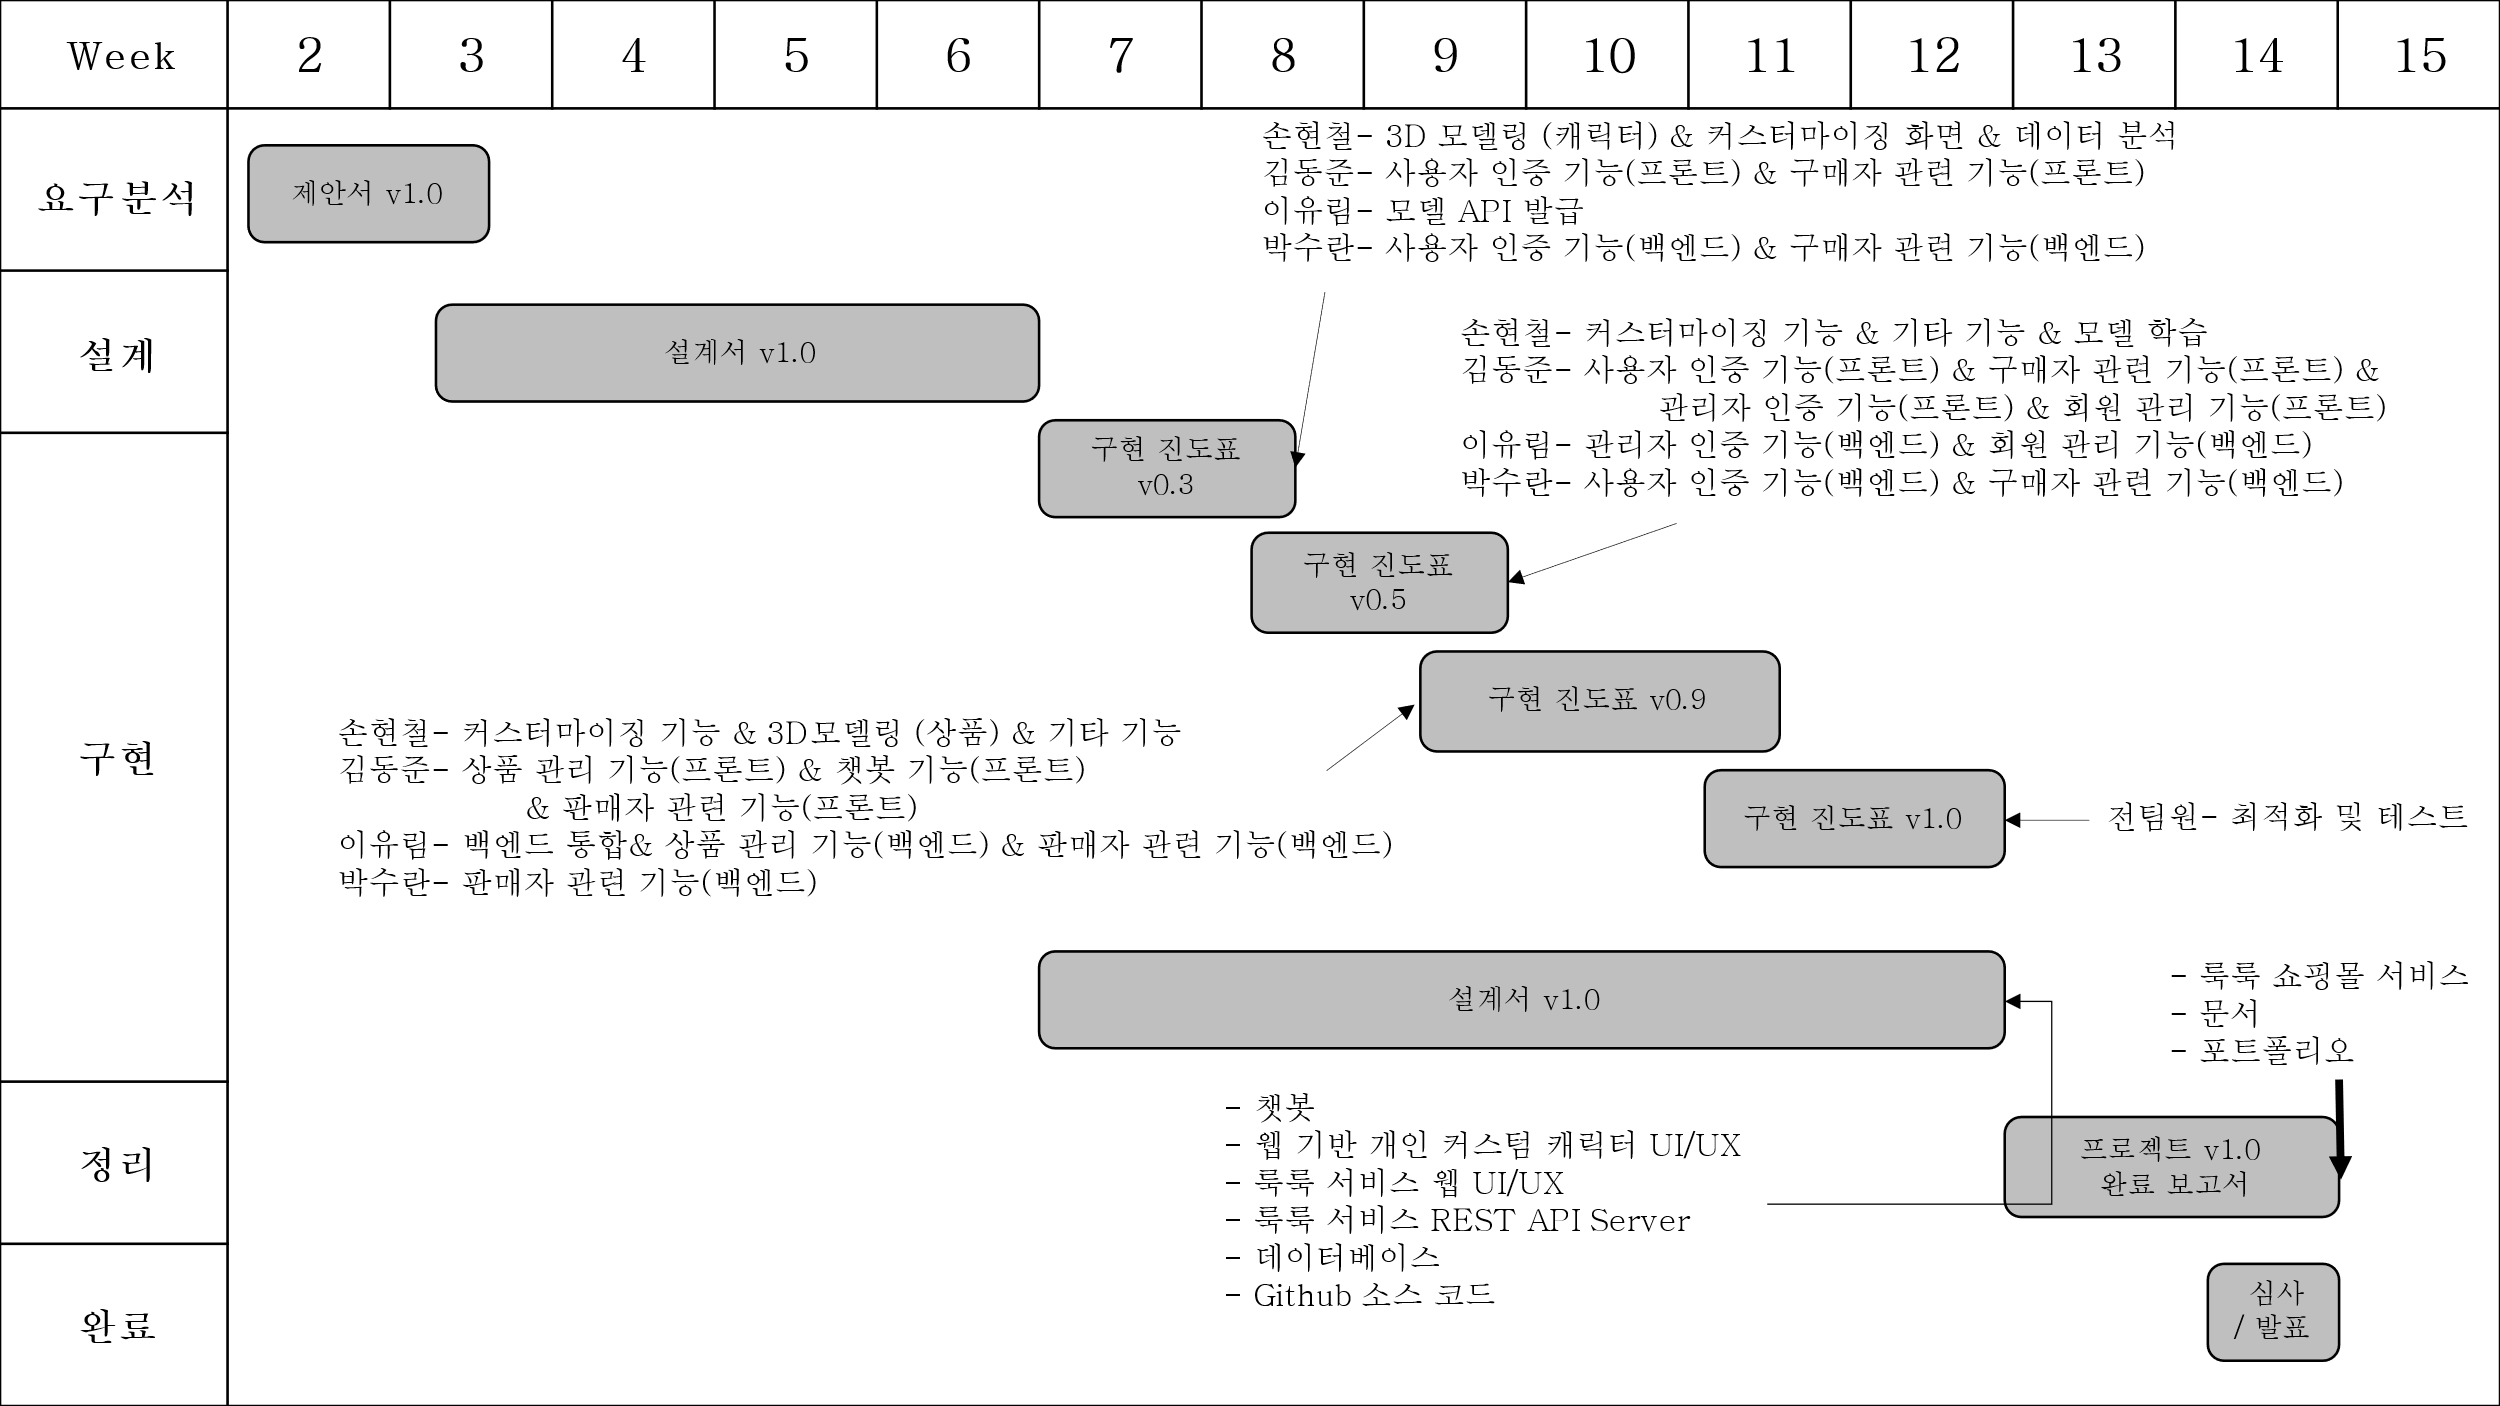 Week 2 3 4 5 6 7 8 9 10 11 12 13 14 15
요구분석
제안서 v1.0
손현철- 3D 모델링 (캐릭터) & 커스터마이징 화면 & 데이터 분석
김동준- 사용자 인증 기능(프론트) & 구매자 관련 기능(프론트)
이유림- 모델 API 발급
박수란- 사용자 인증 기능(백엔드) & 구매자 관련 기능(백엔드)
설계
설계서 v1.0
손현철- 커스터마이징 기능 & 기타 기능 & 모델 학습
김동준- 사용자 인증 기능(프론트) & 구매자 관련 기능(프론트) &
관리자 인증 기능(프론트) & 회원 관리 기능(프론트)
이유림- 관리자 인증 기능(백엔드) & 회원 관리 기능(백엔드)
박수란- 사용자 인증 기능(백엔드) & 구매자 관련 기능(백엔드)
구현
구현 진도표
v0.3
구현 진도표
v0.5
구현 진도표 v0.9
손현철- 커스터마이징 기능 & 3D모델링 (상품) & 기타 기능
김동준- 상품 관리 기능(프론트) & 챗봇 기능(프론트)
& 판매자 관련 기능(프론트)
이유림- 백엔드 통합& 상품 관리 기능(백엔드) & 판매자 관련 기능(백엔드)
박수란- 판매자 관련 기능(백엔드)
구현 진도표 v1.0
전팀원- 최적화 및 테스트
설계서 v1.0
- 룩룩 쇼핑몰 서비스
- 문서
- 포트폴리오
정리
- 챗봇
- 웹 기반 개인 커스텀 캐릭터 UI/UX
- 룩룩 서비스 웹 UI/UX
- 룩룩 서비스 REST API Server
- 데이터베이스
- Github 소스 코드
프로젝트 v1.0
완료 보고서
완료
심사
/ 발표